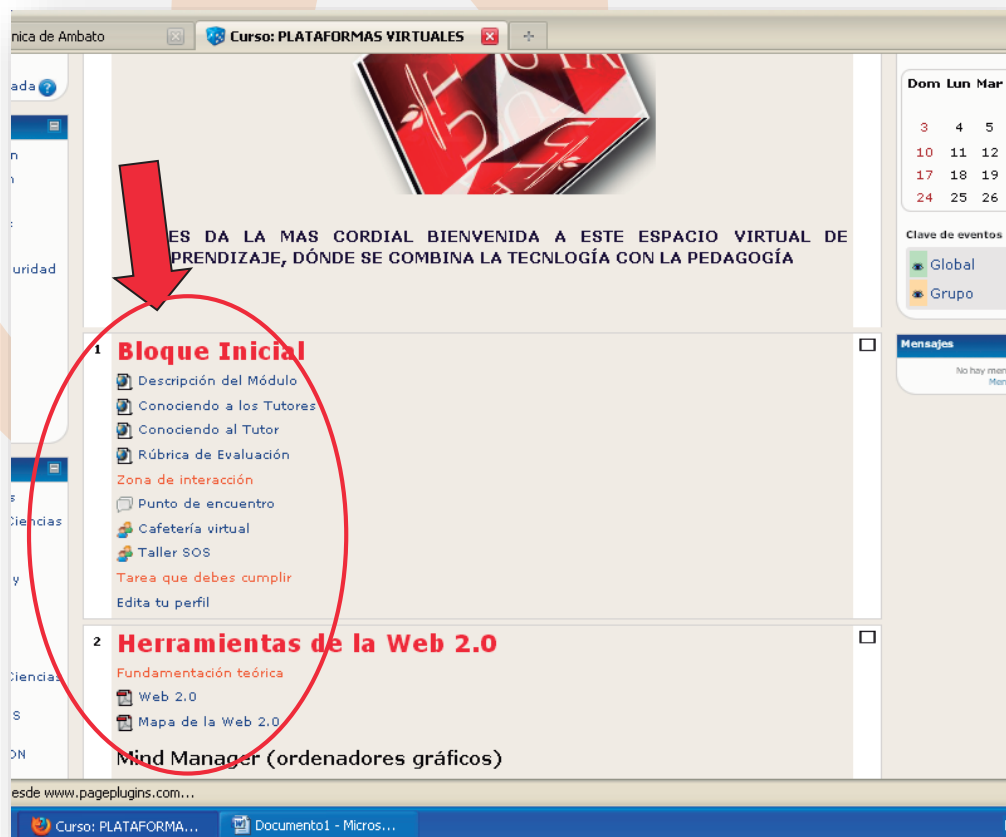 nica de Ambato
Curso: PLATAFORMAS VIRTUALES
ada
n
uridad
Ciencias
y
Ciencias
S
ON
ES DA LA MAS CORDIAL BIENVENIDA A ESTE ESPACIO VIRTUAL DE
PRENDIZAJE, DÓNDE SE COMBINA LA TECNLOGÍA CON LA PEDAGOGÍA
1 Bloque Inicial
Descripción del Módulo
Conociendo a los Tutores
Conociendo al Tutor
Rúbrica de Evaluación
Zona de interacción
Punto de encuentro
Cafetería virtual
Taller SOS
Tarea que debes cumplir
Edita tu perfil
2 Herramientas de la Web 2.0
Fundamentación teórica
Web 2.0
Mapa de la Web 2.0
Mind Manager (ordenadores gráficos)
Dom Lun Mar
3 4 5
10 11 12
17 18 19
24 25 26
Clave de eventos
Global
Grupo
Mensajes
No hay men
Men
esde www.pageplugins.com...
Curso: PLATAFORMA...
Documento1 - Micros...